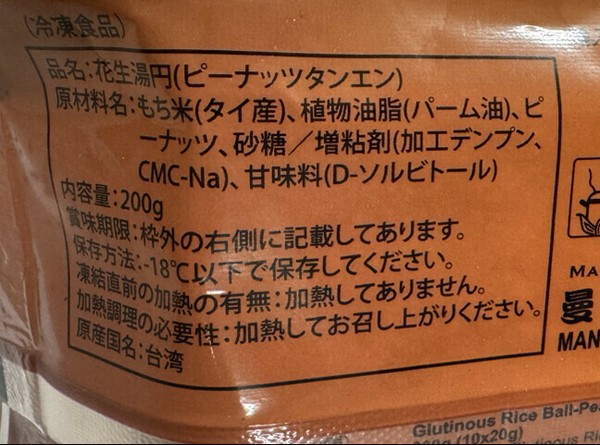 (冷凍食品)
品名:花生湯円(ピーナッツタンエン)
原材料名:もち米(タイ産)、植物油脂(パーム油)、ピ
ーナッツ、砂糖／増粘剤(加工デンプン、
CMC-Na)、甘味料(D-ソルビトール)
内容量:200g
賞味期限:枠外の右側に記載してあります。
保存方法:-18℃以下で保存してください。
凍結直前の加熱の有無:加熱してありません。
加熱調理の必要性:加熱してお召し上がりください。
原産国名:台湾
MA
曼
MAN
Glutinous Rice Ball-Pe
(10x20g)